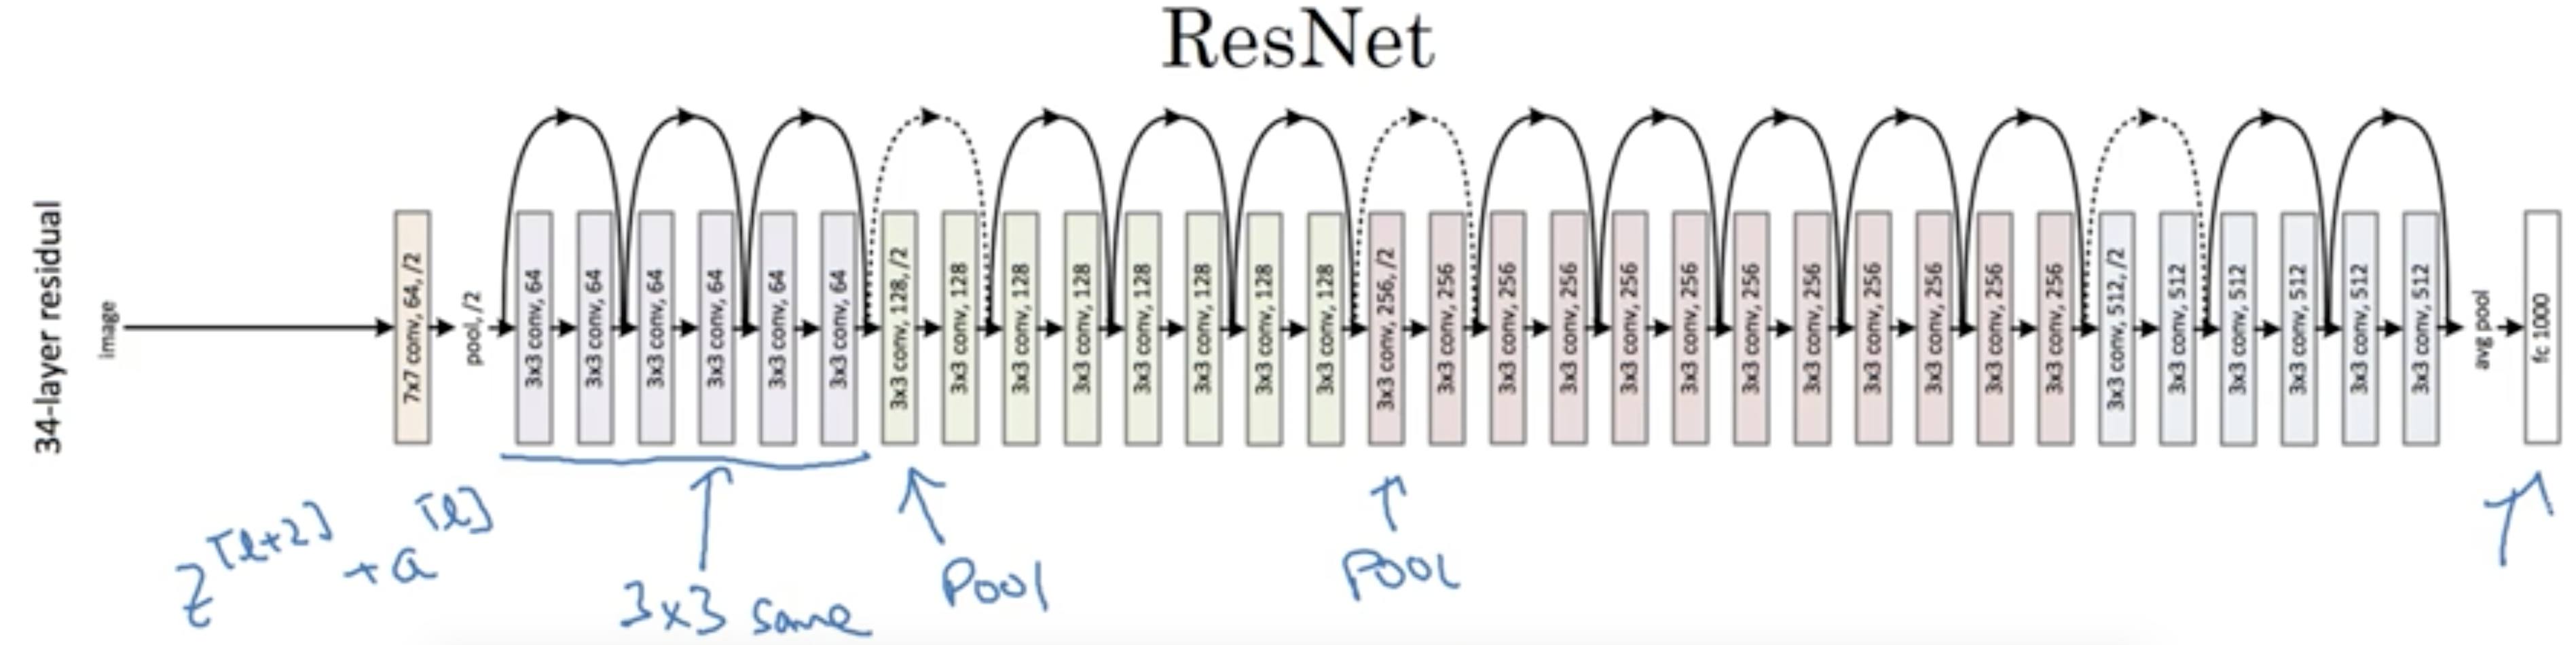 ResNet
34-layer residual
image
7x7 conv, 64, /2
pool, /2
3x3 conv, 64
3x3 conv, 64
3x3 conv, 64
3x3 conv, 64
3x3 conv, 64
3x3 conv, 64
3x3 conv, 128, /2
3x3 conv, 128
3x3 conv, 128
3x3 conv, 128
3x3 conv, 128
3x3 conv, 128
3x3 conv, 128
3x3 conv, 128
3x3 conv, 256, /2
3x3 conv, 256
3x3 conv, 256
3x3 conv, 256
3x3 conv, 256
3x3 conv, 256
3x3 conv, 256
3x3 conv, 256
3x3 conv, 256
3x3 conv, 256
3x3 conv, 256
3x3 conv, 256
3x3 conv, 512, /2
3x3 conv, 512
3x3 conv, 512
3x3 conv, 512
3x3 conv, 512
3x3 conv, 512
avg pool
fc 1000
z[l+2] + a[l]
3x3 same
Pool
Pool